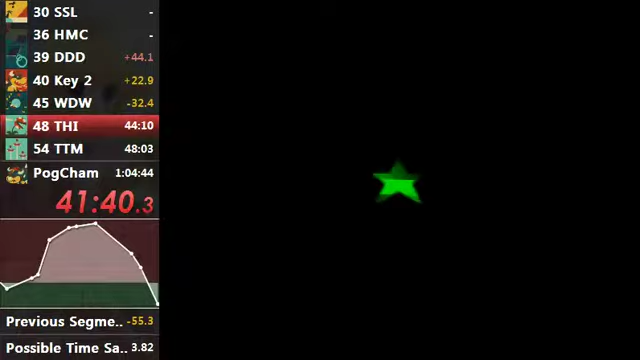 30 SSL -
36 HMC -
39 DDD +44.1
40 Key 2 +22.9
45 WDW -32.4
48 THI 44:10
54 TTM 48:03
PogCham 1:04:44
41:40.3
Previous Segme.. -55.3
Possible Time Sa.. 3.82